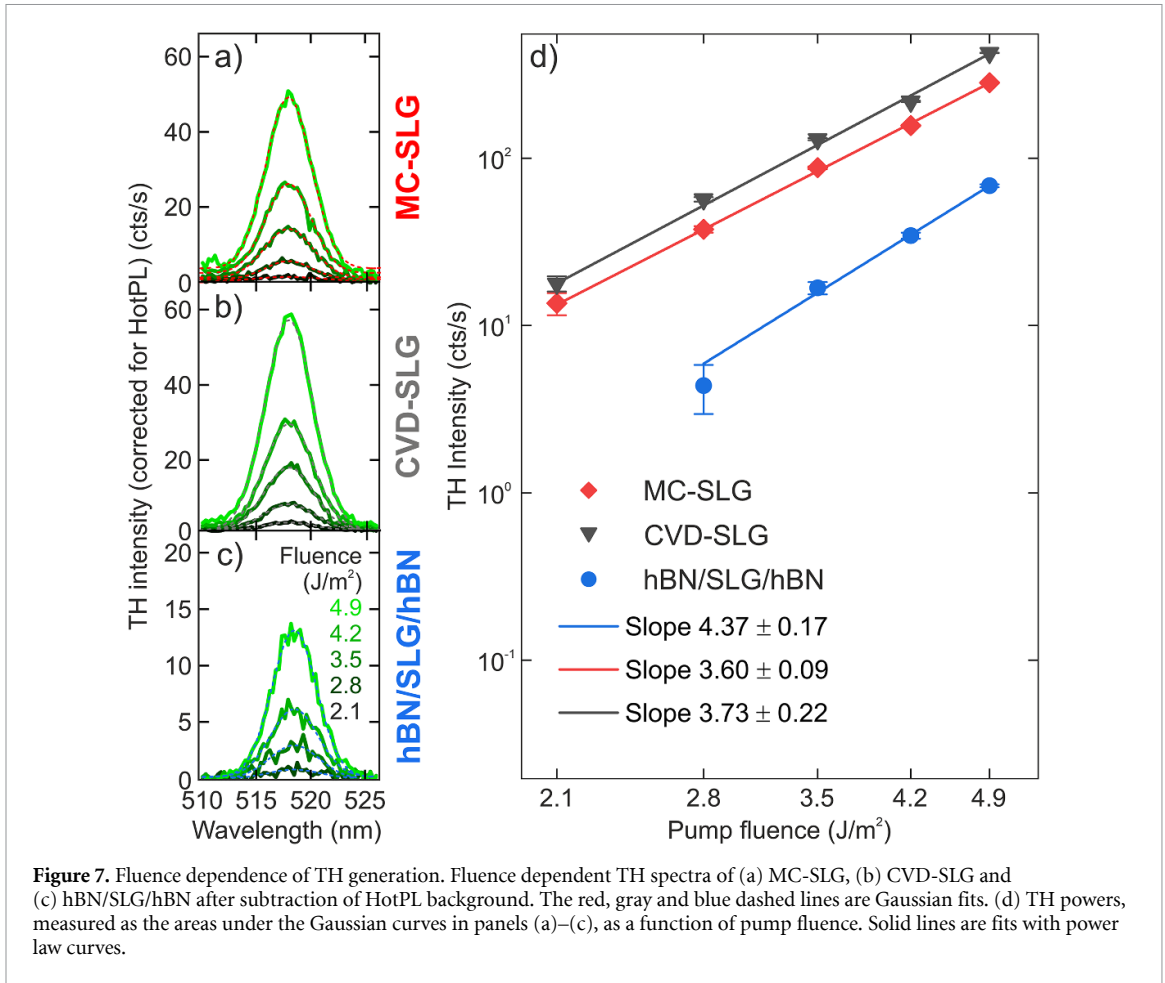 TH intensity (corrected for HotPL) (cts/s)
a)
60
40
20
0
MC-SLG
b)
60
40
20
0
CVD-SLG
c)
20
15
10
5
0
Fluence
(J/m²)
4.9
4.2
3.5
2.8
2.1
hBN/SLG/hBN
510
515
520
525
Wavelength (nm)
d)
TH Intensity (cts/s)
10²
10¹
10⁰
10⁻¹
MC-SLG
CVD-SLG
hBN/SLG/hBN
Slope 4.37 ± 0.17
Slope 3.60 ± 0.09
Slope 3.73 ± 0.22
2.1
2.8
3.5
4.2
4.9
Pump fluence (J/m²)
Figure 7. Fluence dependence of TH generation. Fluence dependent TH spectra of (a) MC-SLG, (b) CVD-SLG and
(c) hBN/SLG/hBN after subtraction of HotPL background. The red, gray and blue dashed lines are Gaussian fits. (d) TH powers,
measured as the areas under the Gaussian curves in panels (a)–(c), as a function of pump fluence. Solid lines are fits with power
law curves.